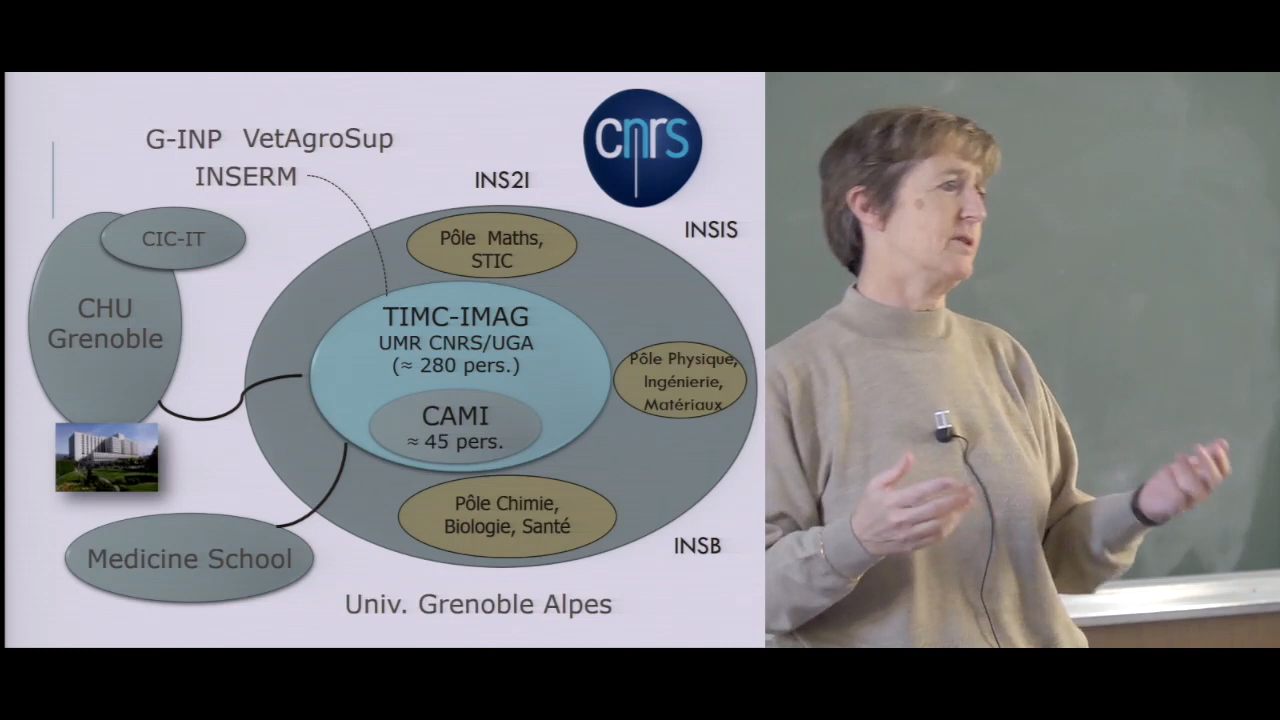 G-INP VetAgroSup
INSERM
cnrs
INS2I
INSIS
CIC-IT
CHU
Grenoble
Pôle Maths,
STIC
TIMC-IMAG
UMR CNRS/UGA
(≈ 280 pers.)
Pôle Physique,
Ingénierie,
Matériaux
CAMI
≈ 45 pers.
Pôle Chimie,
Biologie, Santé
INSB
Medicine School
Univ. Grenoble Alpes